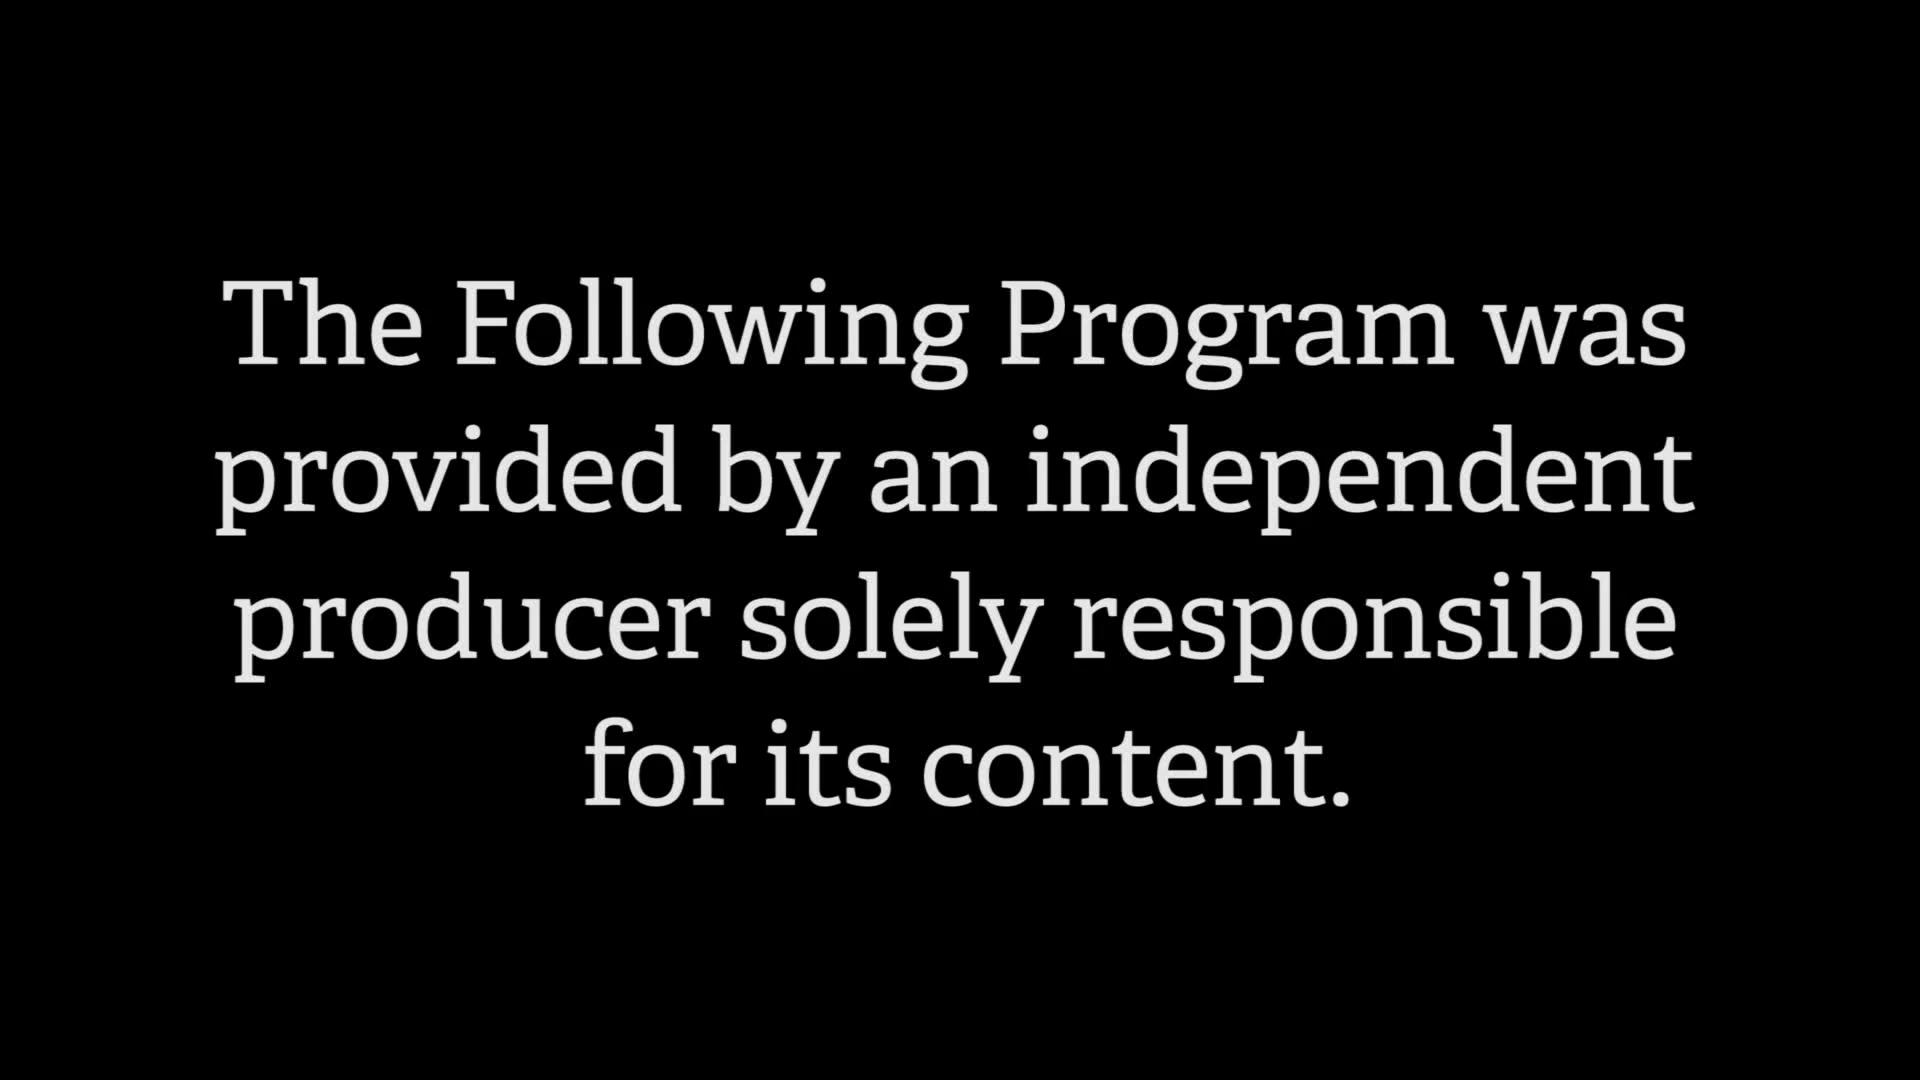 The Following Program was
provided by an independent
producer solely responsible
for its content.